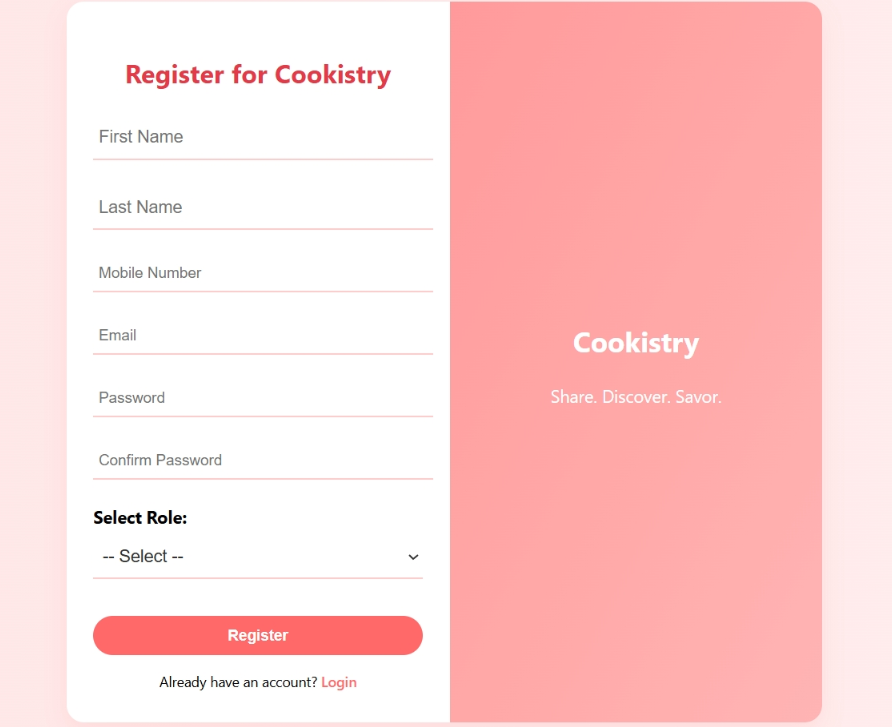 Register for Cookistry
First Name
Last Name
Mobile Number
Email
Password
Confirm Password
Select Role:
-- Select --
Register
Already have an account? Login
Cookistry
Share. Discover. Savor.